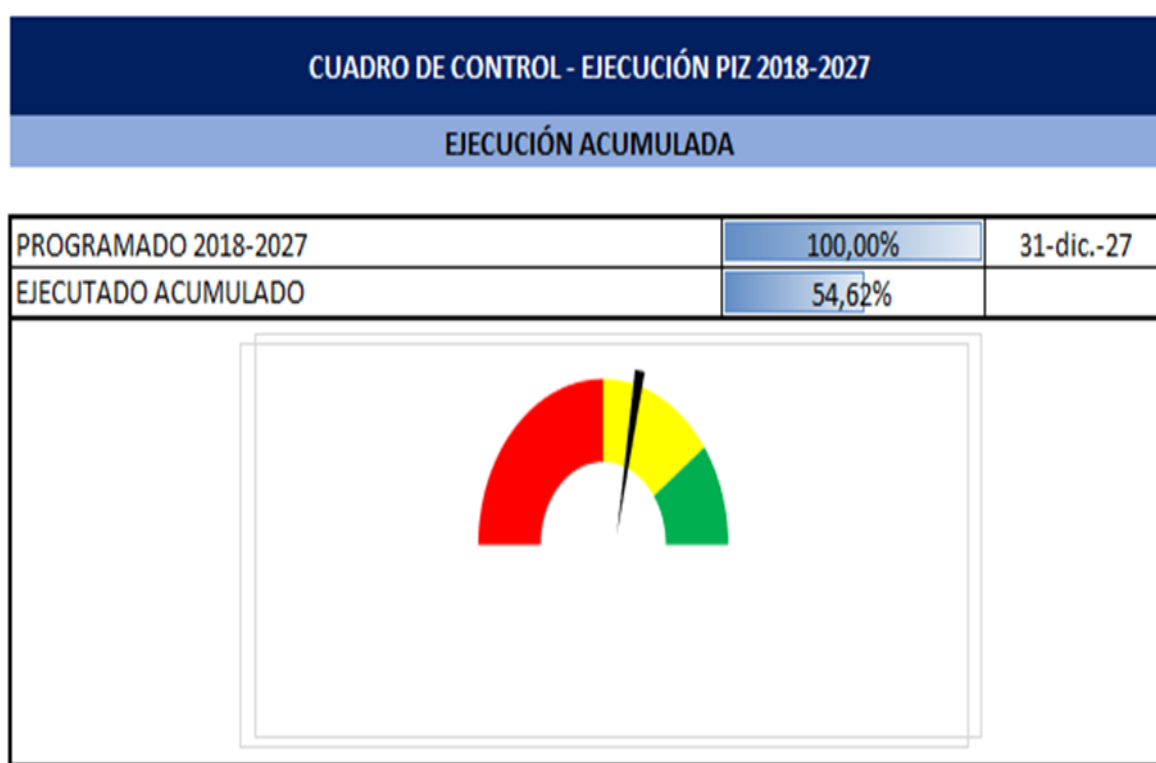 CUADRO DE CONTROL - EJECUCIÓN PIZ 2018-2027
EJECUCIÓN ACUMULADA
PROGRAMADO 2018-2027 100,00% 31-dic.-27
EJECUTADO ACUMULADO 54,62%